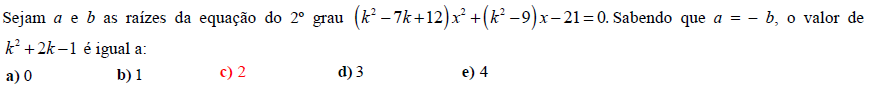 Sejam a e b as raízes da equação do 2º grau (k² – 7k + 12)x² + (k² – 9)x – 21 = 0. Sabendo que a = – b, o valor de
k² + 2k – 1 é igual a:
a) 0 b) 1 c) 2 d) 3 e) 4